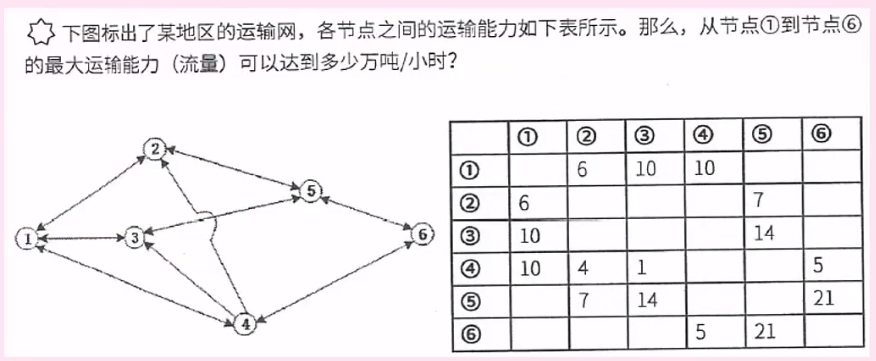 下图标出了某地区的运输网，各节点之间的运输能力如下表所示。那么，从节点①到节点⑥
的最大运输能力（流量）可以达到多少万吨/小时？
2
5
1
3
6
4
① ② ③ ④ ⑤ ⑥
① 6 10 10
② 6 7
③ 10 14
④ 10 4 1 5
⑤ 7 14 21
⑥ 5 21